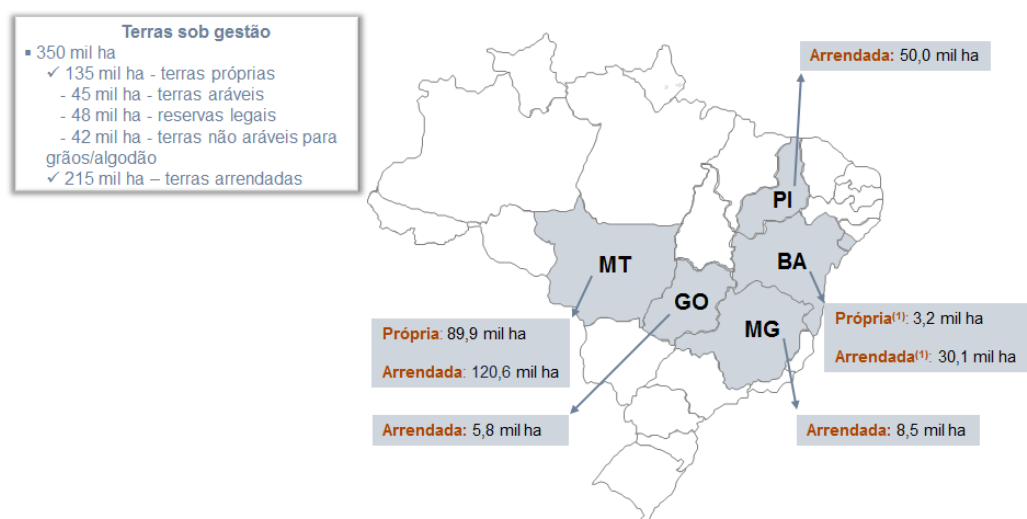 Terras sob gestão
▪ 350 mil ha
✓ 135 mil ha - terras próprias
- 45 mil ha - terras aráveis
- 48 mil ha - reservas legais
- 42 mil ha - terras não aráveis para
grãos/algodão
✓ 215 mil ha – terras arrendadas
Arrendada: 50,0 mil ha
PI
MT
BA
GO
MG
Própria: 89,9 mil ha
Arrendada: 120,6 mil ha
Própria⁽¹⁾: 3,2 mil ha
Arrendada⁽¹⁾: 30,1 mil ha
Arrendada: 5,8 mil ha
Arrendada: 8,5 mil ha